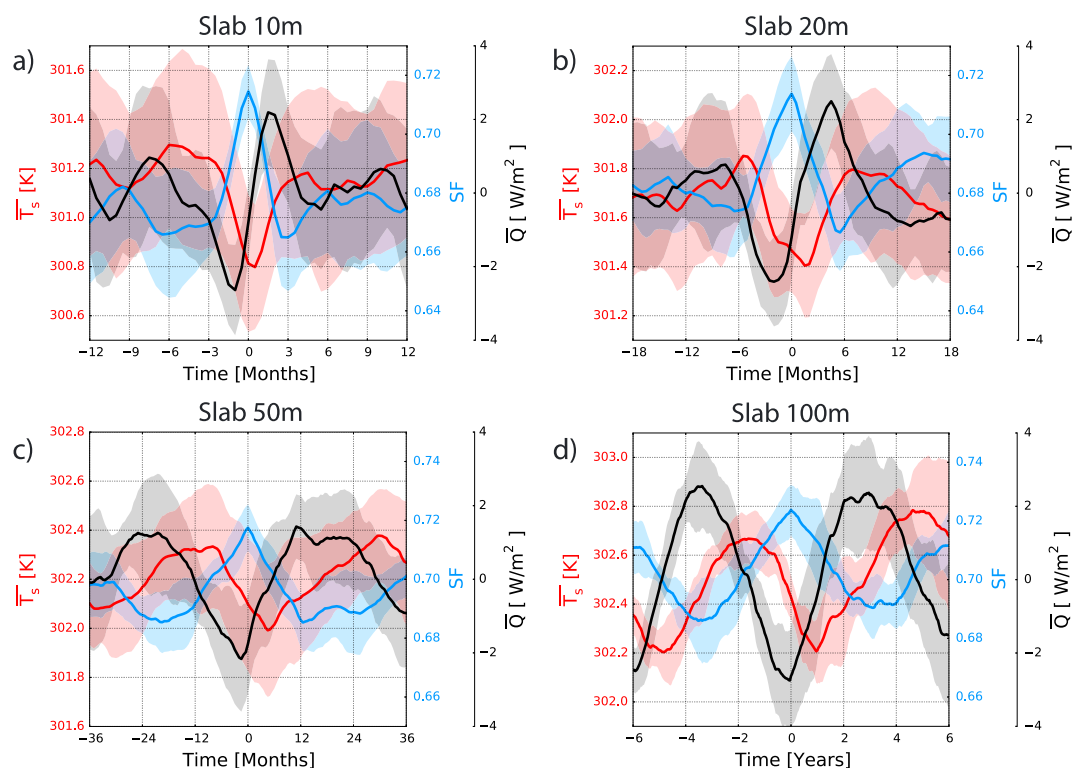 Slab 10m
a)
301.6
301.4
301.2
301.0
300.8
300.6
T̄s [K]
−12 −9 −6 −3 0 3 6 9 12
Time [Months]
0.72
0.70
0.68
0.66
0.64
SF
4
2
0
−2
−4
Q̄ [ W/m²]
Slab 20m
b)
302.2
302.0
301.8
301.6
301.4
301.2
T̄s [K]
−18 −12 −6 0 6 12 18
Time [Months]
0.72
0.70
0.68
0.66
0.64
SF
4
2
0
−2
−4
Q̄ [ W/m²]
Slab 50m
c)
302.8
302.6
302.4
302.2
302.0
301.8
301.6
T̄s [K]
−36 −24 −12 0 12 24 36
Time [Months]
0.74
0.72
0.70
0.68
0.66
SF
4
2
0
−2
−4
Q̄ [ W/m²]
Slab 100m
d)
303.0
302.8
302.6
302.4
302.2
302.0
T̄s [K]
−6 −4 −2 0 2 4 6
Time [Years]
0.74
0.72
0.70
0.68
0.66
SF
4
2
0
−2
−4
Q̄ [ W/m²]